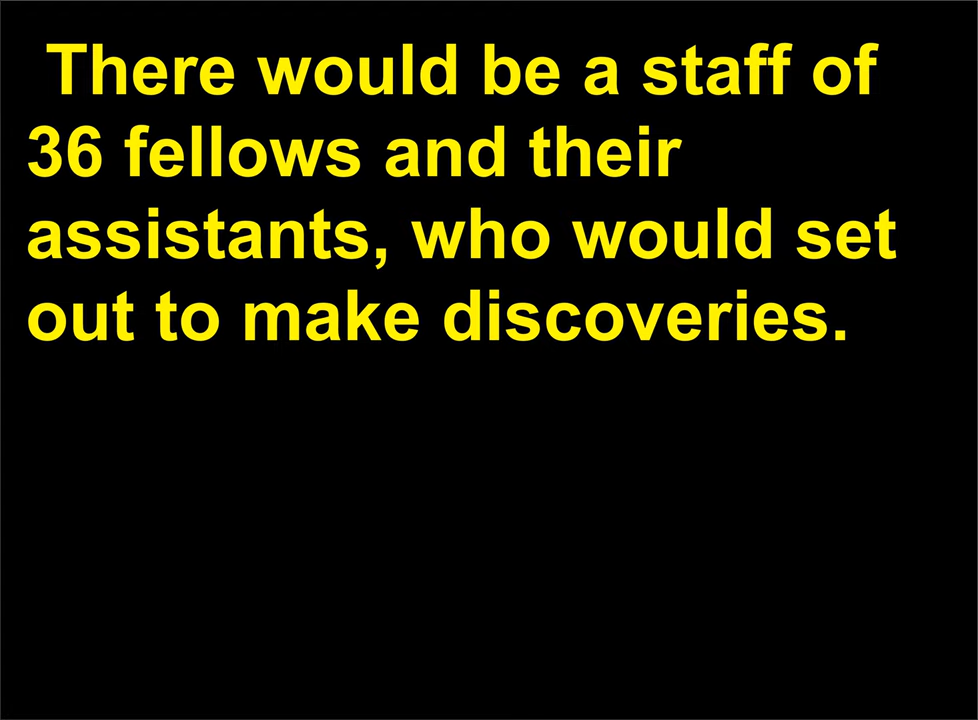 There would be a staff of
36 fellows and their
assistants, who would set
out to make discoveries.